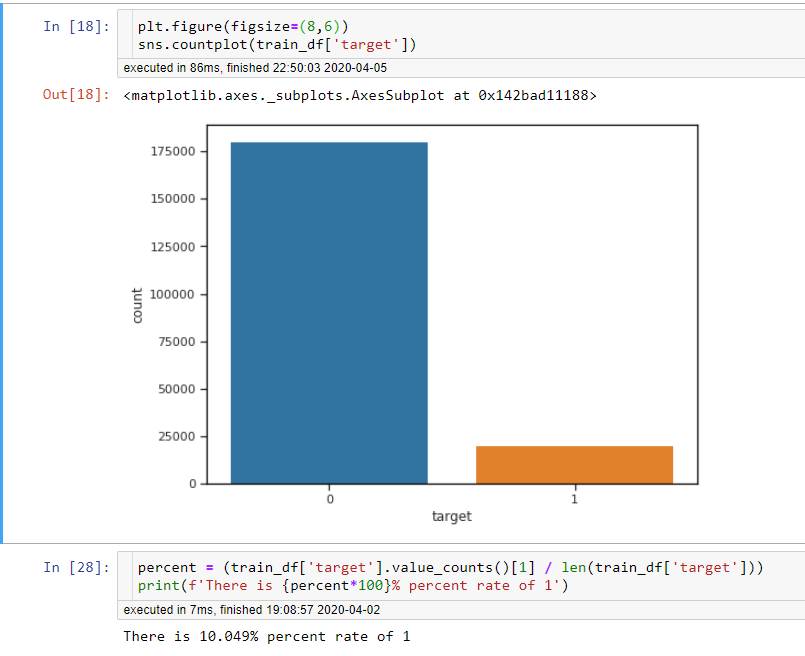 In [18]:
plt.figure(figsize=(8,6))
sns.countplot(train_df['target'])
executed in 86ms, finished 22:50:03 2020-04-05
Out[18]: <matplotlib.axes._subplots.AxesSubplot at 0x142bad11188>
175000
150000
125000
100000
75000
50000
25000
0
count
0 1
target
In [28]:
percent = (train_df['target'].value_counts()[1] / len(train_df['target']))
print(f'There is {percent*100}% percent rate of 1')
executed in 7ms, finished 19:08:57 2020-04-02
There is 10.049% percent rate of 1